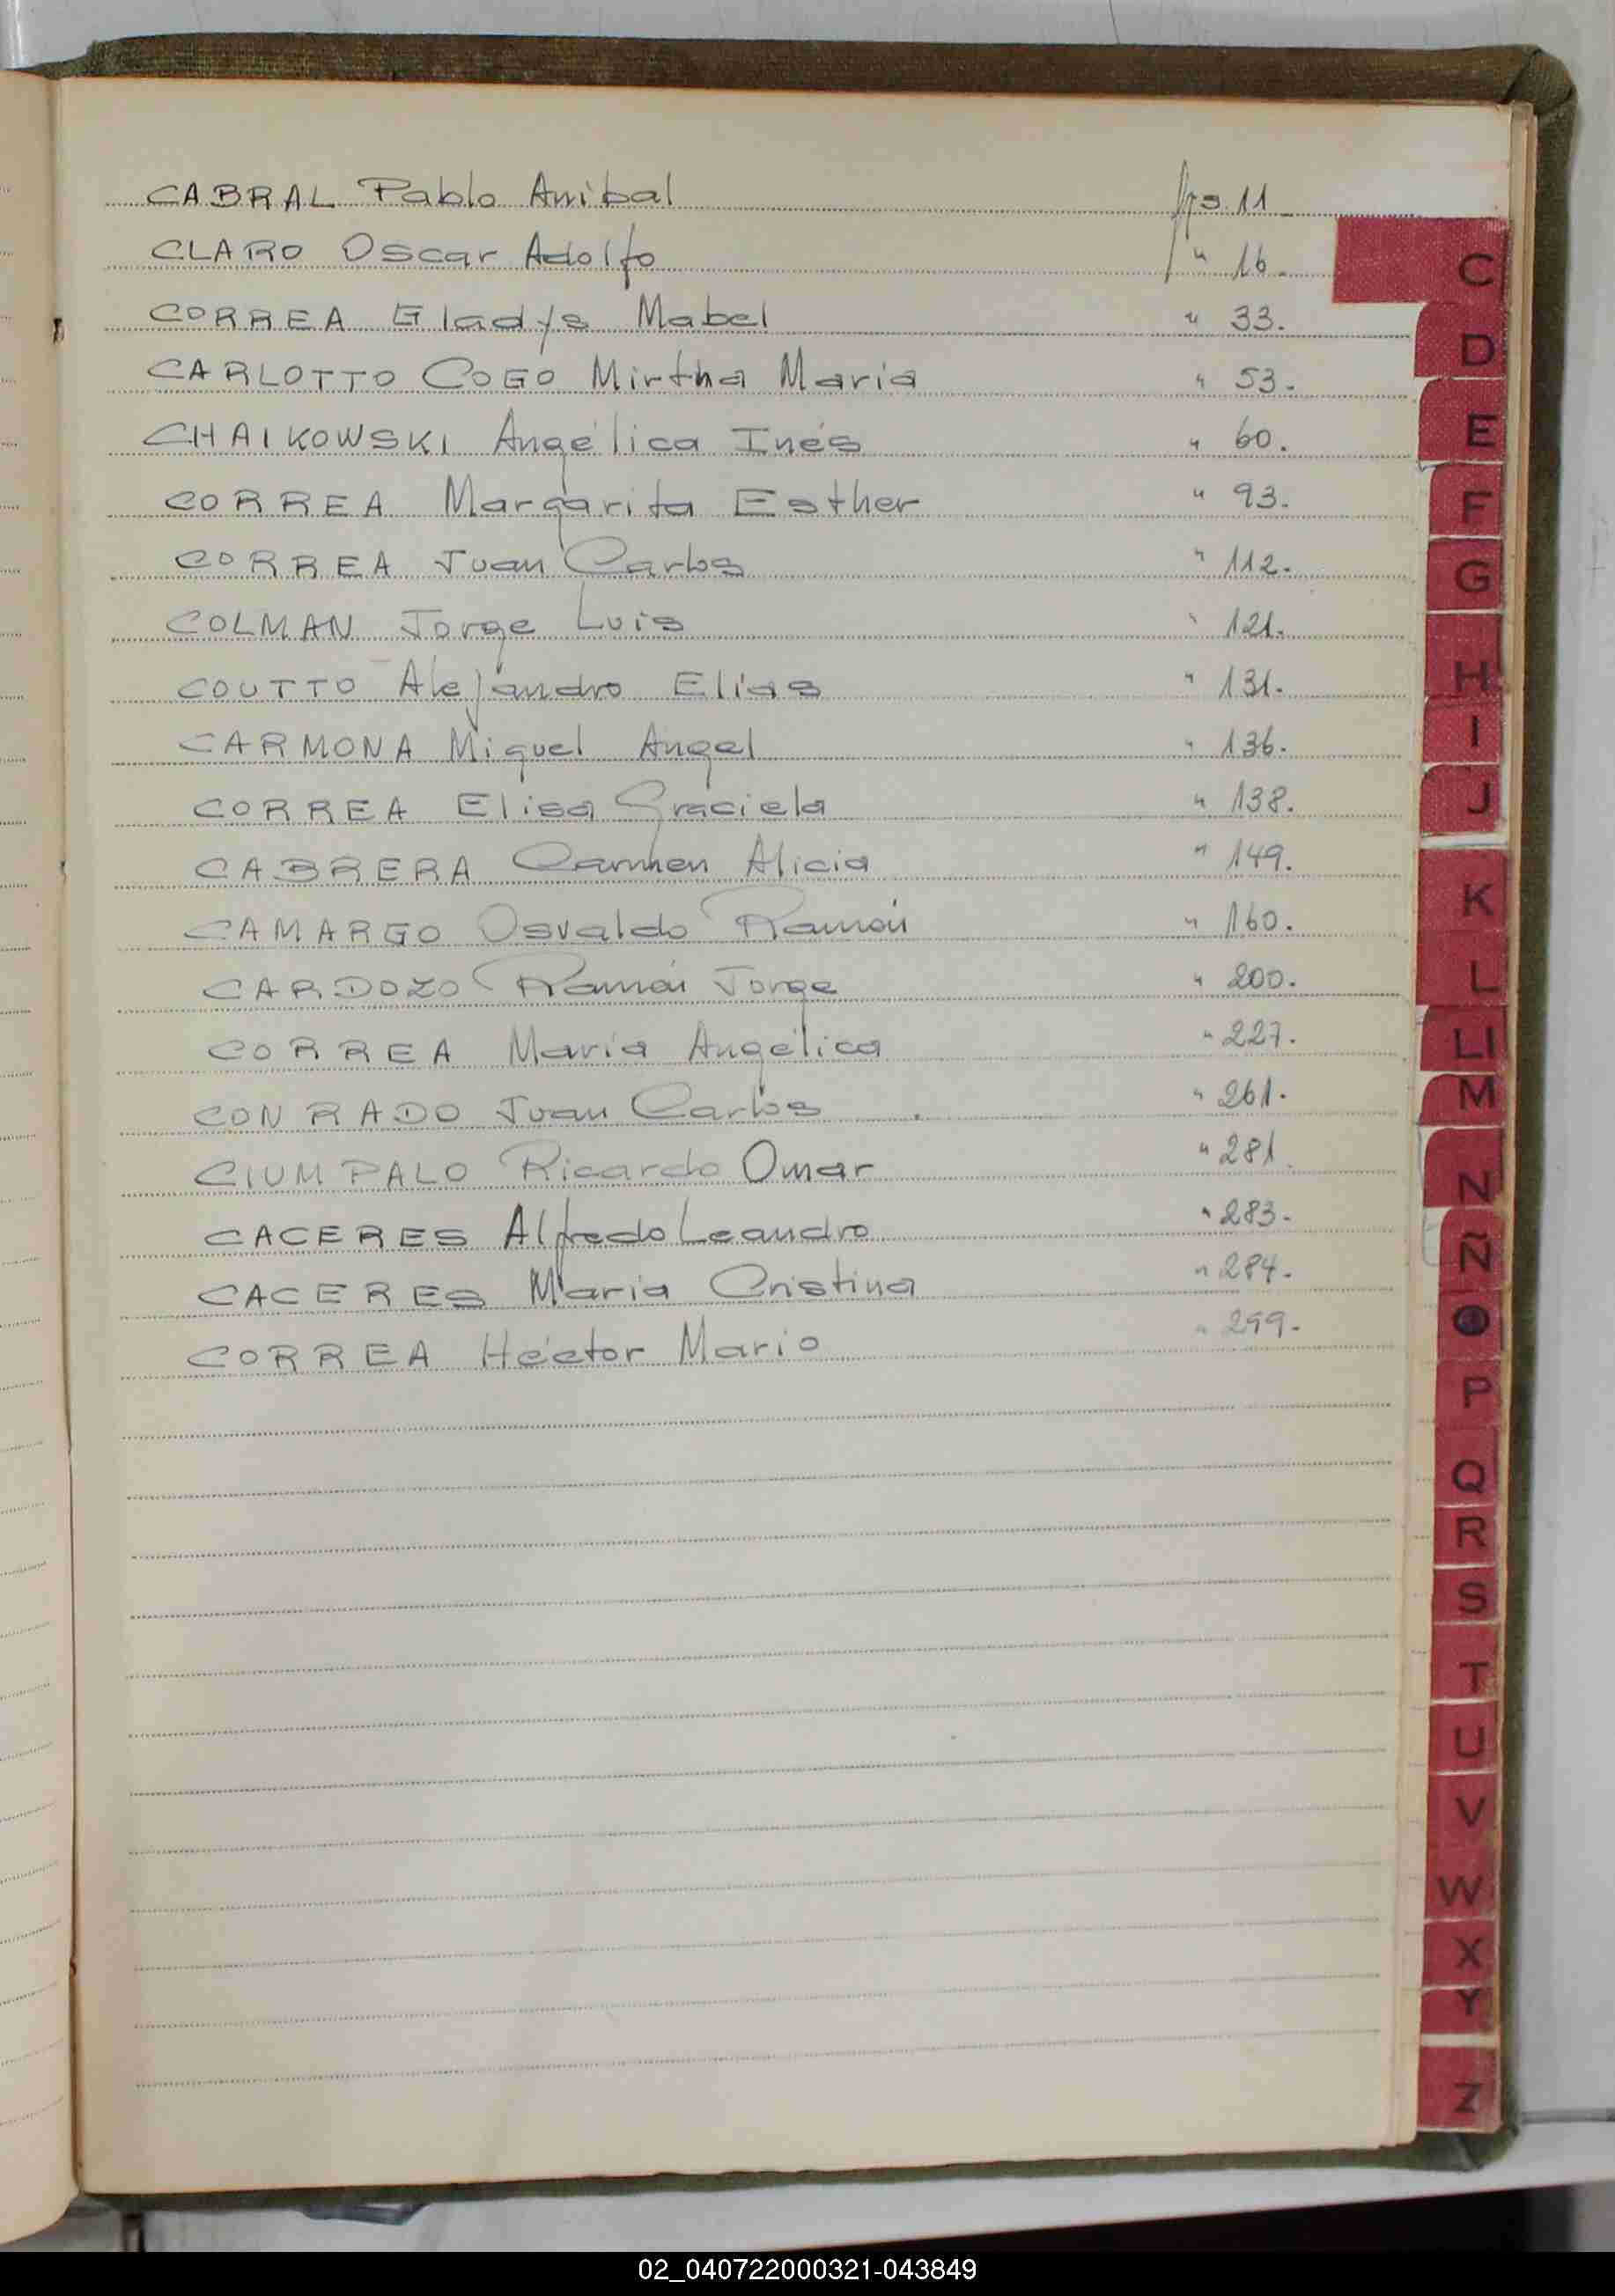 CABRAL Pablo Anibal fjs 11
CLARO Oscar Adolfo " 16.
CORREA Gladys Mabel " 33.
CARLOTTO COGO Mirtha Maria " 53.
CHAIKOWSKI Angélica Inés " 60.
CORREA Margarita Esther " 93.
CORREA Juan Carlos " 112.
COLMAN Jorge Luis " 121.
COUTTO Alejandro Elias " 131.
CARMONA Miguel Angel " 136.
CORREA Elisa Graciela " 138.
CABRERA Carmen Alicia " 149.
CAMARGO Osvaldo Ramón " 160.
CARDOZO Ramón Jorge " 200.
CORREA Maria Angélica " 227.
CONRADO Juan Carlos " 261.
CIUMPALO Ricardo Omar " 281
CACERES Alfredo Leandro " 283.
CACERES Maria Cristina " 284.
CORREA Héctor Mario " 299.
C
D
E
F
G
H
I
J
K
L
Ll
M
N
Ñ
O
P
Q
R
S
T
U
V
W
X
Y
Z
02_040722000321-043849